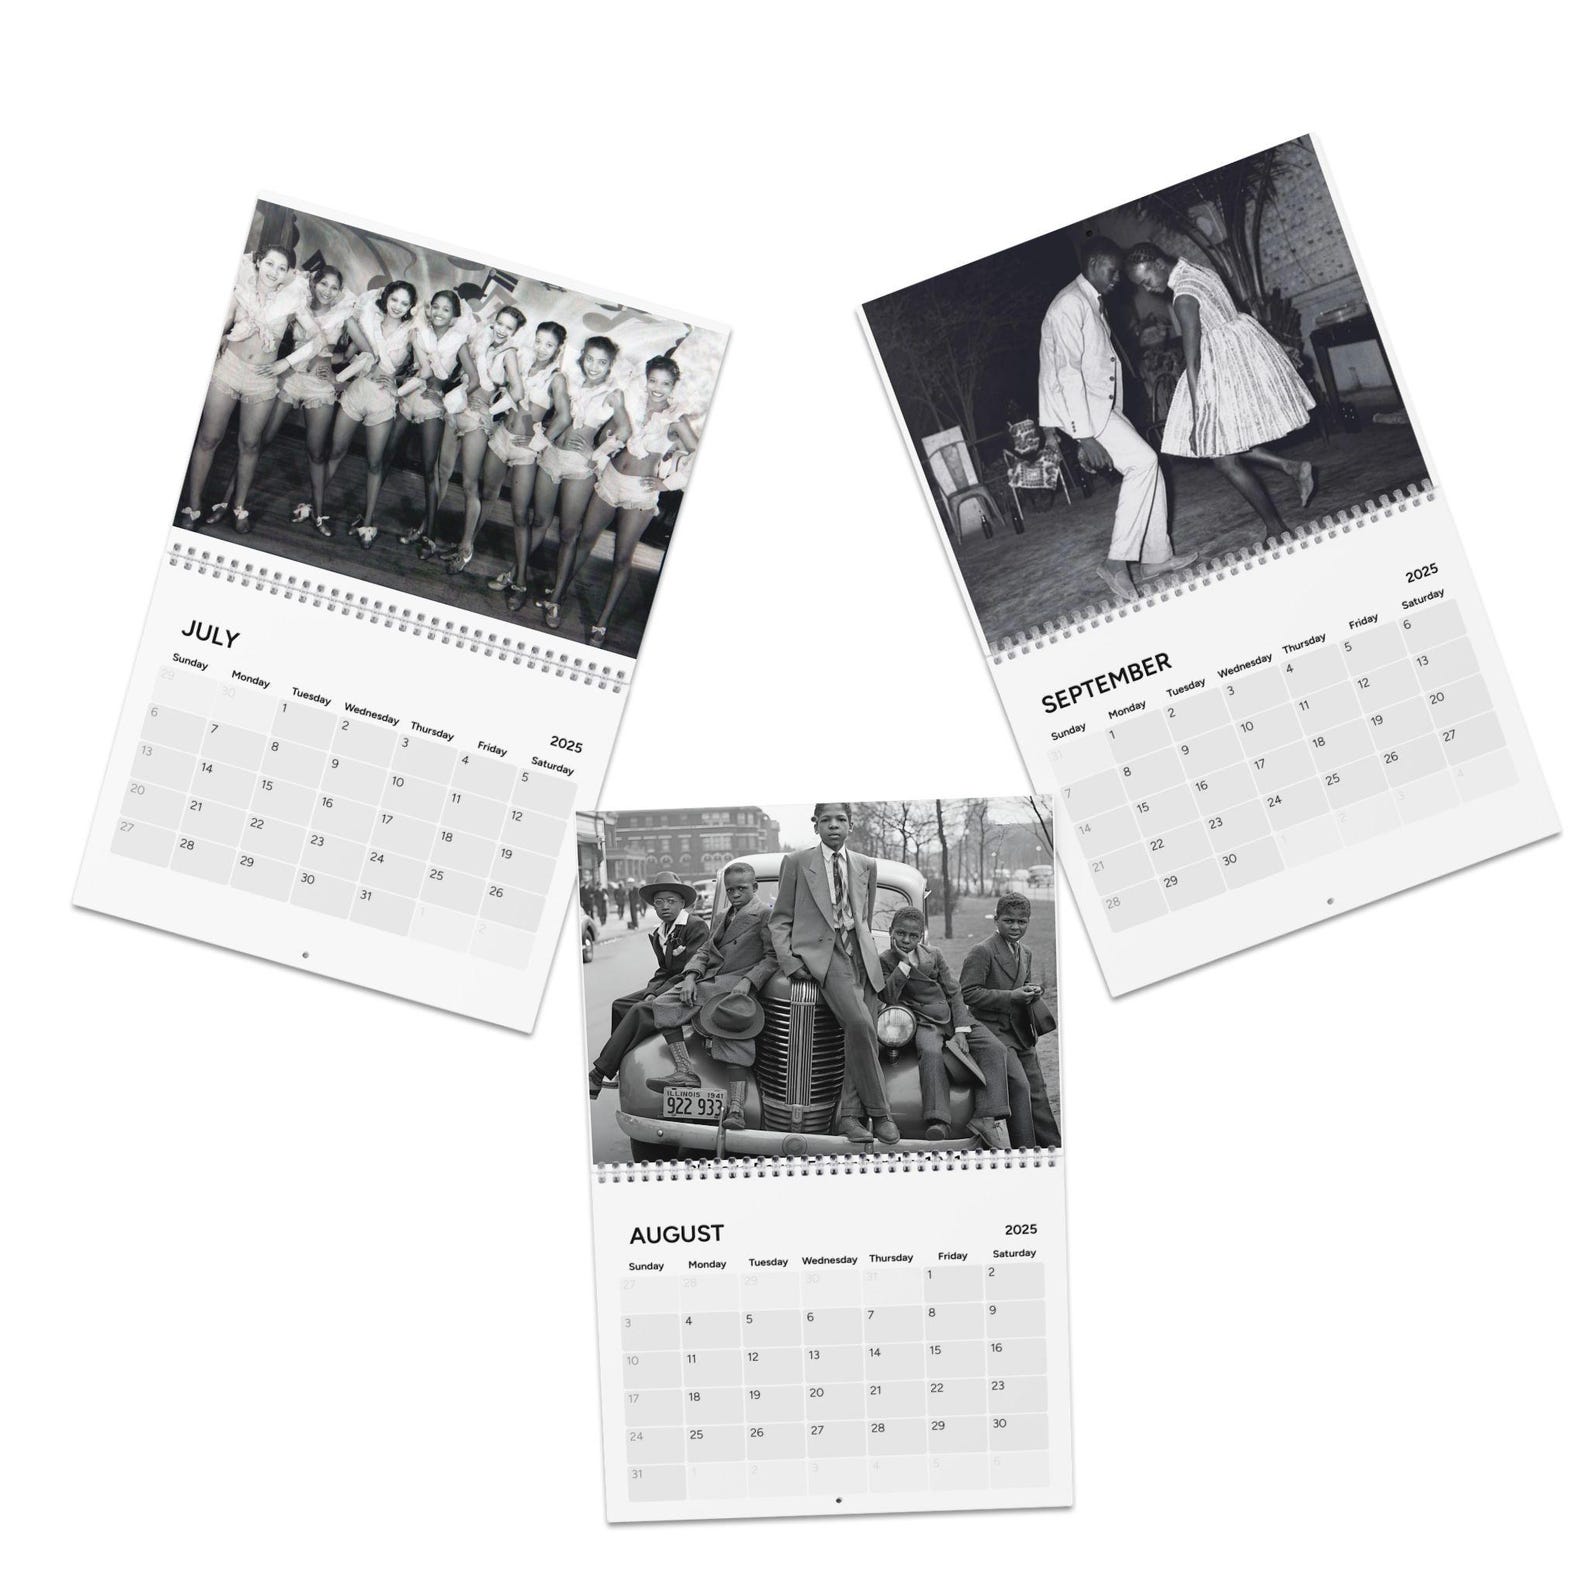 JULY
2025
Sunday Monday Tuesday Wednesday Thursday Friday Saturday
29 30 1 2 3 4 5
6 7 8 9 10 11 12
13 14 15 16 17 18 19
20 21 22 23 24 25 26
27 28 29 30 31 1 2
SEPTEMBER
2025
Sunday Monday Tuesday Wednesday Thursday Friday Saturday
31 1 2 3 4 5 6
7 8 9 10 11 12 13
14 15 16 17 18 19 20
21 22 23 24 25 26 27
28 29 30 1 2 3 4
ILLINOIS 1941
922 933
AUGUST
2025
Sunday Monday Tuesday Wednesday Thursday Friday Saturday
27 28 29 30 31 1 2
3 4 5 6 7 8 9
10 11 12 13 14 15 16
17 18 19 20 21 22 23
24 25 26 27 28 29 30
31 1 2 3 4 5 6